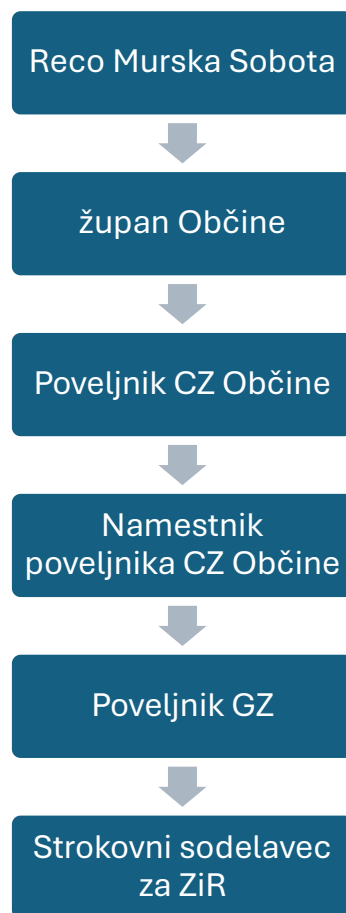 Reco Murska Sobota
župan Občine
Poveljnik CZ Občine
Namestnik
poveljnika CZ Občine
Poveljnik GZ
Strokovni sodelavec
za ZiR